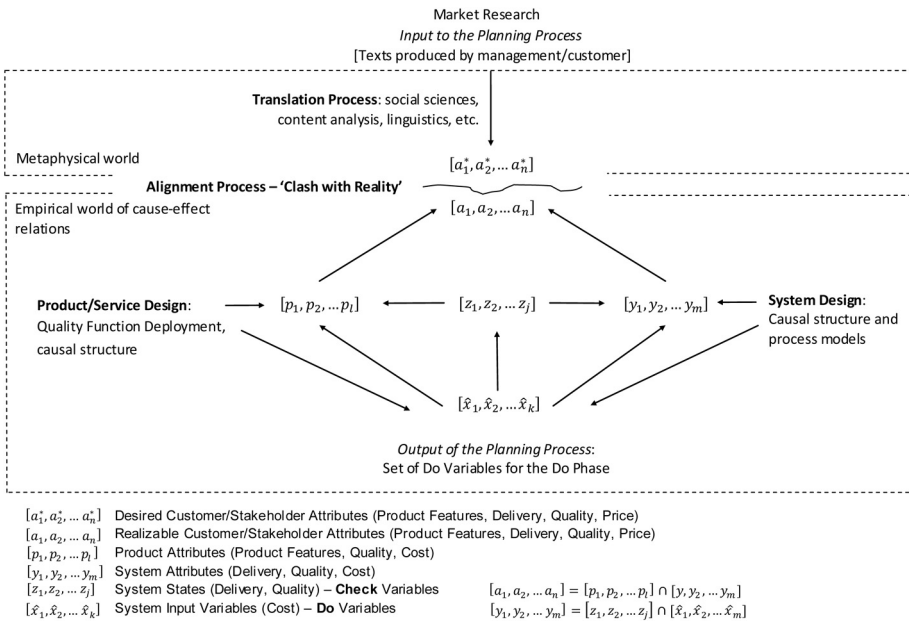 Market Research
Input to the Planning Process
[Texts produced by management/customer]
Translation Process: social sciences,
content analysis, linguistics, etc.
Metaphysical world
[a₁*, a₂*, … aₙ*]
Alignment Process – ‘Clash with Reality’
Empirical world of cause-effect
relations
[a₁, a₂, … aₙ]
Product/Service Design:
Quality Function Deployment,
causal structure
[p₁, p₂, … pₗ]
[z₁, z₂, … zⱼ]
[y₁, y₂, … yₘ]
System Design:
Causal structure and
process models
[x̂₁, x̂₂, … x̂ₖ]
Output of the Planning Process:
Set of Do Variables for the Do Phase
[a₁*, a₂*, … aₙ*] Desired Customer/Stakeholder Attributes (Product Features, Delivery, Quality, Price)
[a₁, a₂, … aₙ] Realizable Customer/Stakeholder Attributes (Product Features, Delivery, Quality, Price)
[p₁, p₂, … pₗ] Product Attributes (Product Features, Quality, Cost)
[y₁, y₂, … yₘ] System Attributes (Delivery, Quality, Cost)
[z₁, z₂, … zⱼ] System States (Delivery, Quality) – Check Variables [a₁, a₂, … aₙ] = [p₁, p₂, … pₗ] ∩ [y, y₂, … yₘ]
[x̂₁, x̂₂, … x̂ₖ] System Input Variables (Cost) – Do Variables [y₁, y₂, … yₘ] = [z₁, z₂, … zⱼ] ∩ [x̂₁, x̂₂, … x̂ₘ]